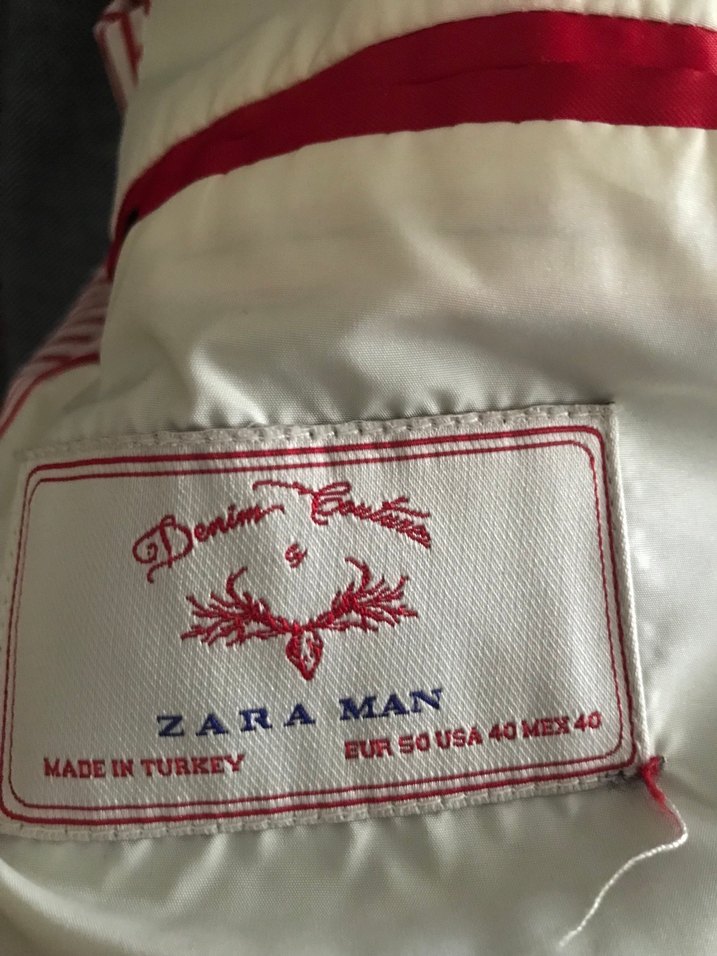 Denim Couture
&
ZARA MAN
MADE IN TURKEY
EUR 50 USA 40 MEX 40